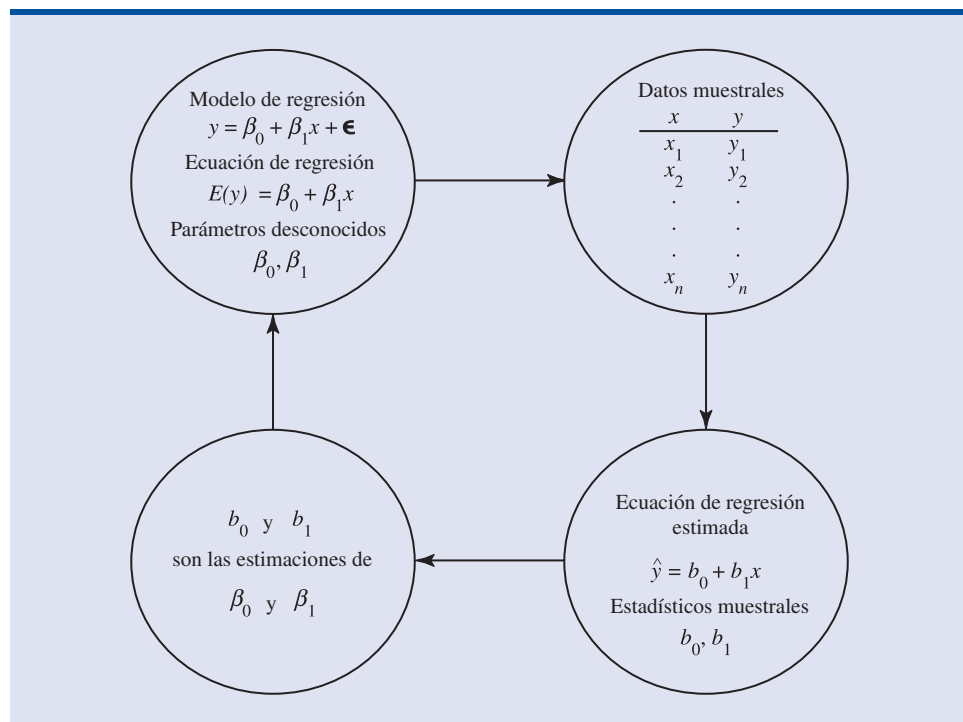 Modelo de regresión
y = β₀ + β₁x + ϵ
Ecuación de regresión
E(y) = β₀ + β₁x
Parámetros desconocidos
β₀, β₁
Datos muestrales
x y
x₁ y₁
x₂ y₂
. .
. .
. .
xₙ yₙ
Ecuación de regresión
estimada
ŷ = b₀ + b₁x
Estadísticos muestrales
b₀, b₁
b₀ y b₁
son las estimaciones de
β₀ y β₁